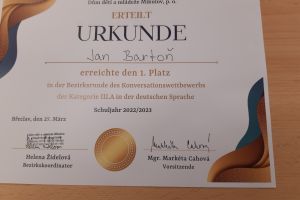 Dům dětí a mládeže Mikulov, p. o.
ERTEILT
URKUNDE
Jan Bartoň
erreichte den 1. Platz
in der Bezirksrunde des Konversationswettbewerbs
der Kategorie III.A in der deutschen Sprache
Schuljahr 2022/2023
Břeclav, den 27. März
Helena Židelová
Bezirkskoordinator
Mgr. Markéta Cahová
Vorsitzende